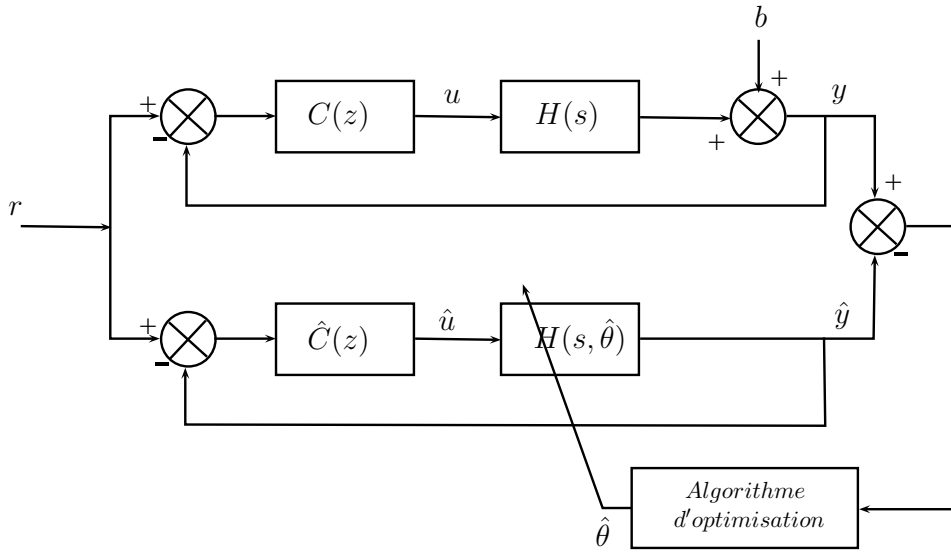 b
+
+
C(z)
u
H(s)
+
y
−
+
r
−
+
Ĉ(z)
û
H(s, θ̂)
ŷ
−
Algorithme
d'optimisation
θ̂